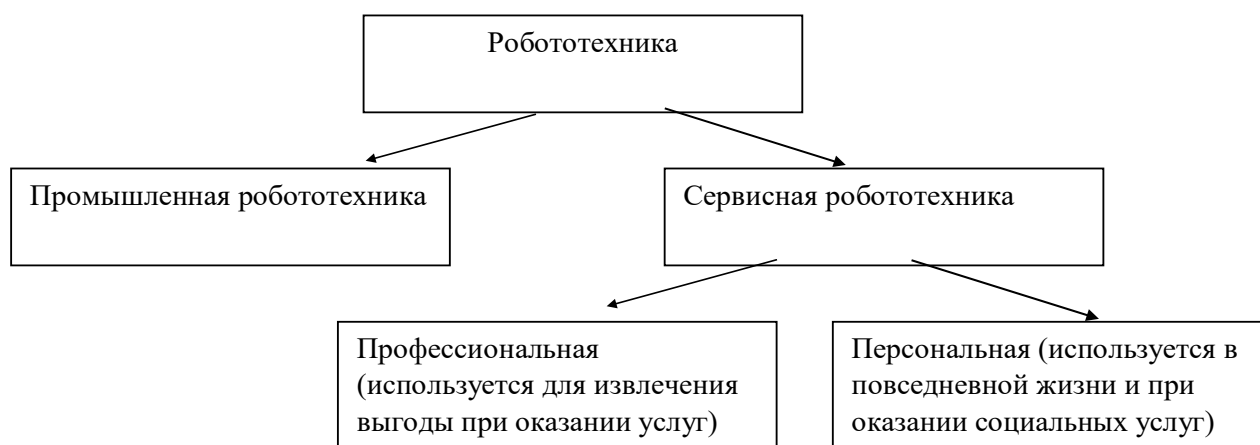 Робототехника
Промышленная робототехника
Сервисная робототехника
Профессиональная
(используется для извлечения
выгоды при оказании услуг)
Персональная (используется в
повседневной жизни и при
оказании социальных услуг)